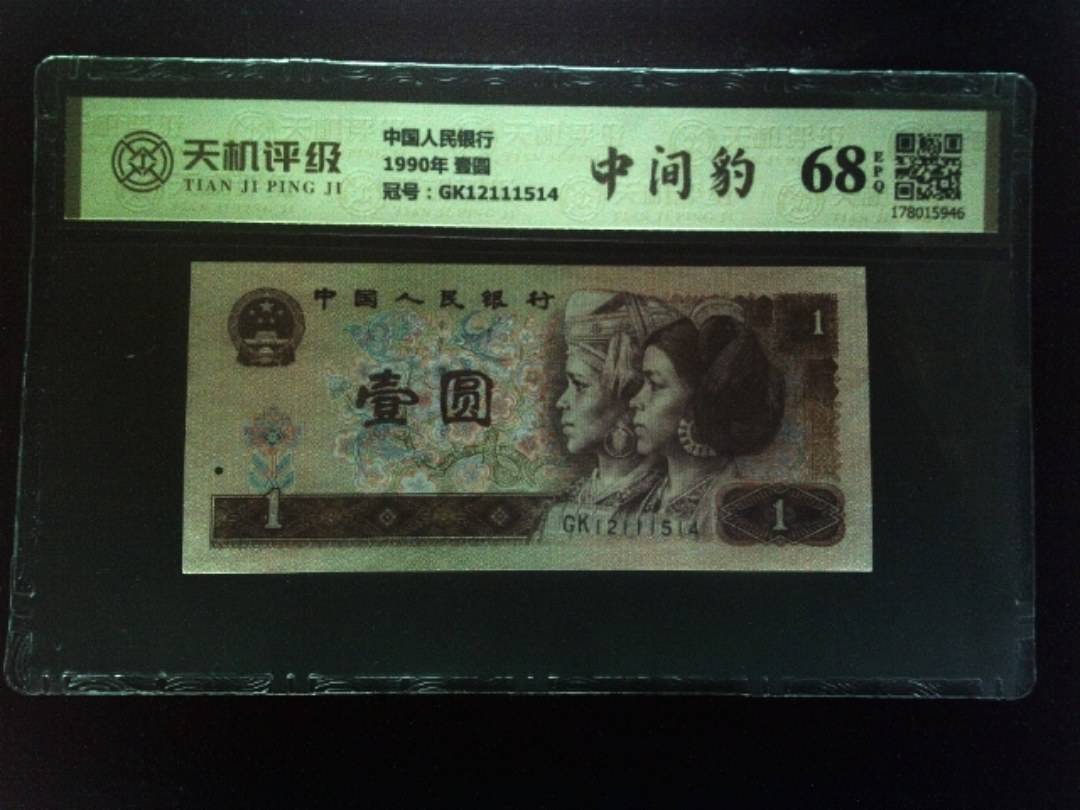 天机评级
TIAN JI PING JI
中国人民银行
1990年 壹圆
冠号：GK12111514
中间豹
68
EPQ
178015946
中国人民银行
壹圆
1
1
GK12111514
1